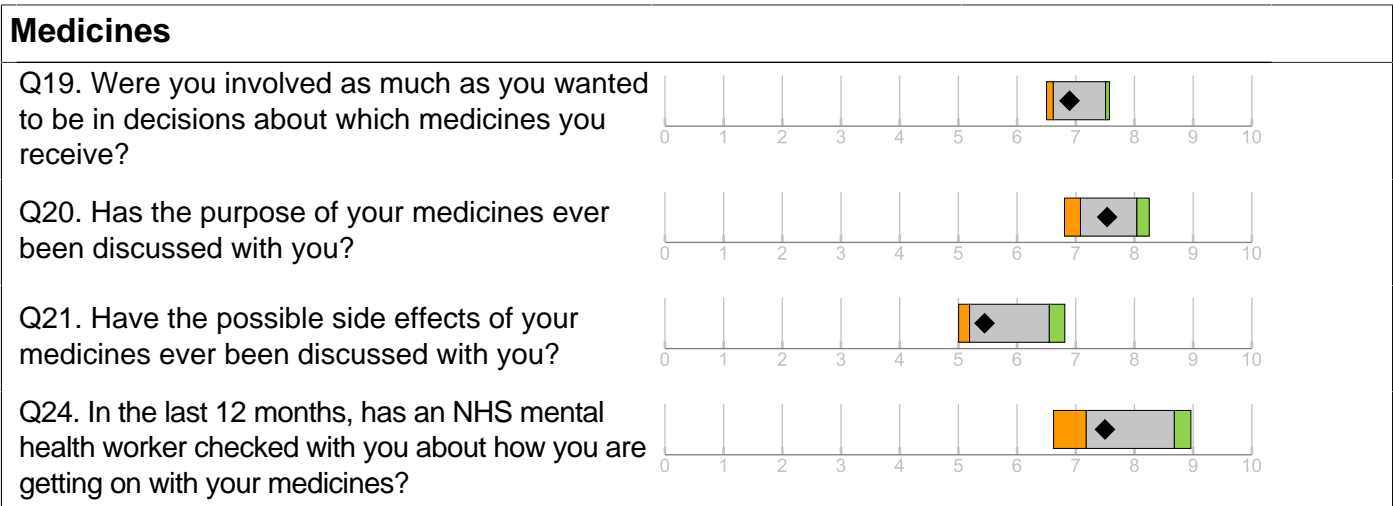 Medicines
Q19. Were you involved as much as you wanted
to be in decisions about which medicines you
receive?
0 1 2 3 4 5 6 7 8 9 10
Q20. Has the purpose of your medicines ever
been discussed with you?
0 1 2 3 4 5 6 7 8 9 10
Q21. Have the possible side effects of your
medicines ever been discussed with you?
0 1 2 3 4 5 6 7 8 9 10
Q24. In the last 12 months, has an NHS mental
health worker checked with you about how you are
getting on with your medicines?
0 1 2 3 4 5 6 7 8 9 10